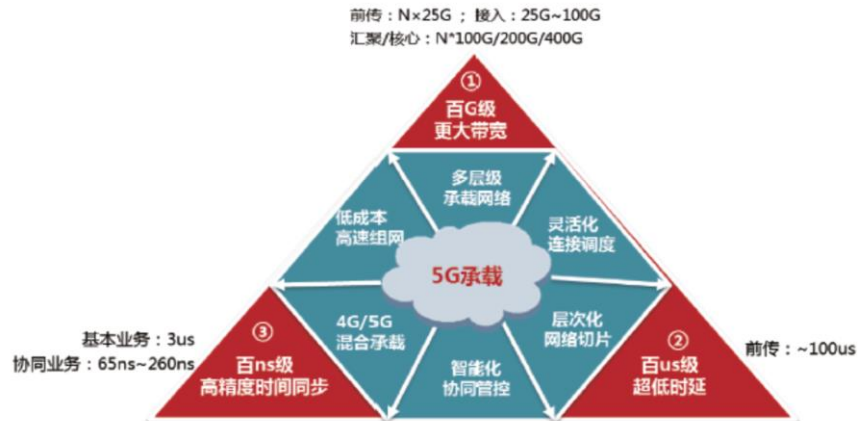 前传：N×25G ； 接入：25G~100G
汇聚/核心：N*100G/200G/400G
①
百G级
更大带宽
多层级
承载网络
低成本
高速组网
灵活化
连接调度
5G承载
4G/5G
混合承载
层次化
网络切片
智能化
协同管控
基本业务：3us
协同业务：65ns~260ns
③
百ns级
高精度时间同步
②
百us级
超低时延
前传：~100us